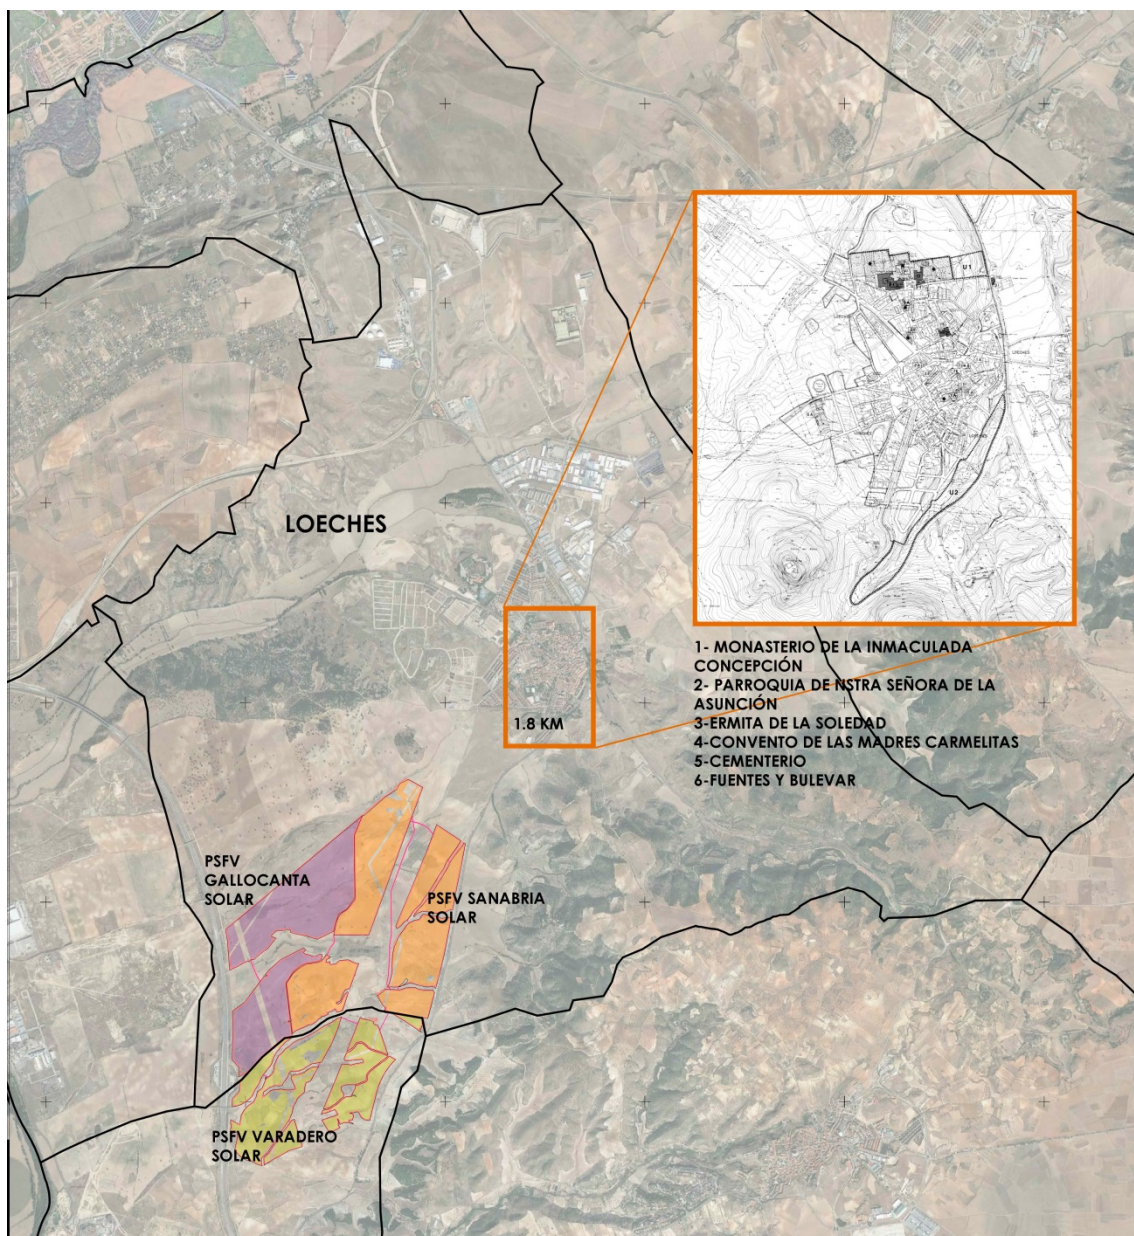 U1
LOECHES
U2
LOECHES
1.8 KM
1- MONASTERIO DE LA INMACULADA
CONCEPCIÓN
2- PARROQUIA DE NSTRA SEÑORA DE LA
ASUNCIÓN
3-ERMITA DE LA SOLEDAD
4-CONVENTO DE LAS MADRES CARMELITAS
5-CEMENTERIO
6-FUENTES Y BULEVAR
PSFV
GALLOCANTA
SOLAR
PSFV SANABRIA
SOLAR
PSFV VARADERO
SOLAR